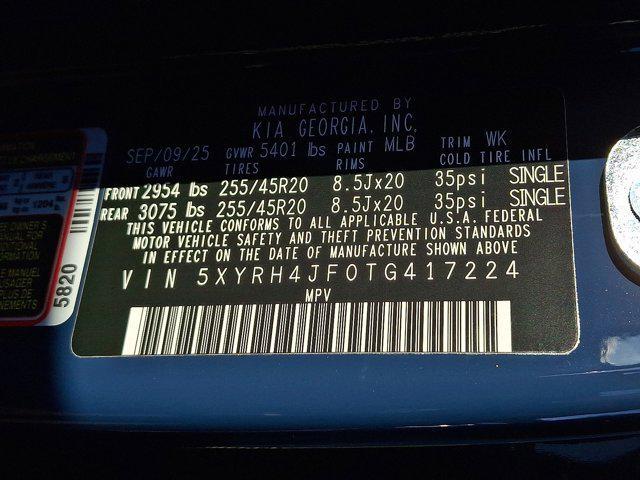 MANUFACTURED BY
KIA GEORGIA, INC.
SEP/09/25 GVWR 5401 lbs PAINT MLB TRIM WK
GAWR TIRES RIMS COLD TIRE INFL
FRONT 2954 lbs 255/45R20 8.5Jx20 35psi SINGLE
REAR 3075 lbs 255/45R20 8.5Jx20 35psi SINGLE
THIS VEHICLE CONFORMS TO ALL APPLICABLE U.S.A. FEDERAL
MOTOR VEHICLE SAFETY AND THEFT PREVENTION STANDARDS
IN EFFECT ON THE DATE OF MANUFACTURE SHOWN ABOVE
VIN 5XYRH4JF0TG417224
MPV
5820